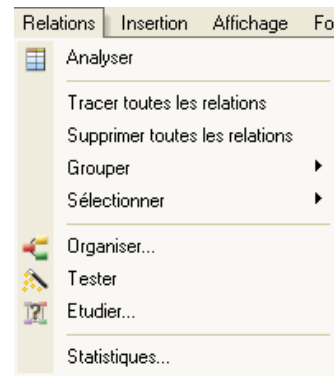 Relations Insertion Affichage Fo
Analyser
Tracer toutes les relations
Supprimer toutes les relations
Grouper
Sélectionner
Organiser...
Tester
Etudier...
Statistiques...